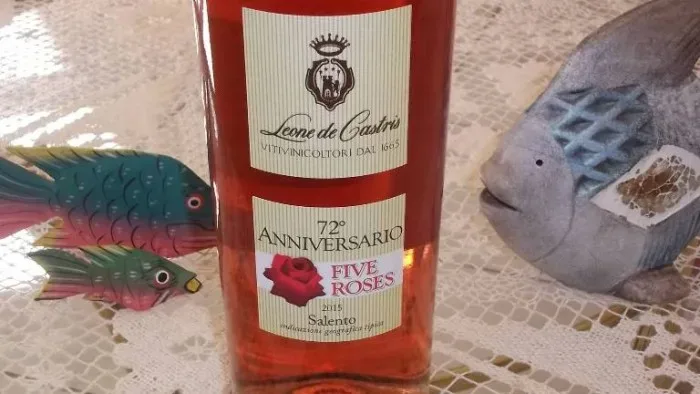 Leone de Castris
VITIVINICOLTORI DAL 1665
72° 
ANNIVERSARIO
FIVE
ROSES
2015
Salento
indicazione geografica tipica